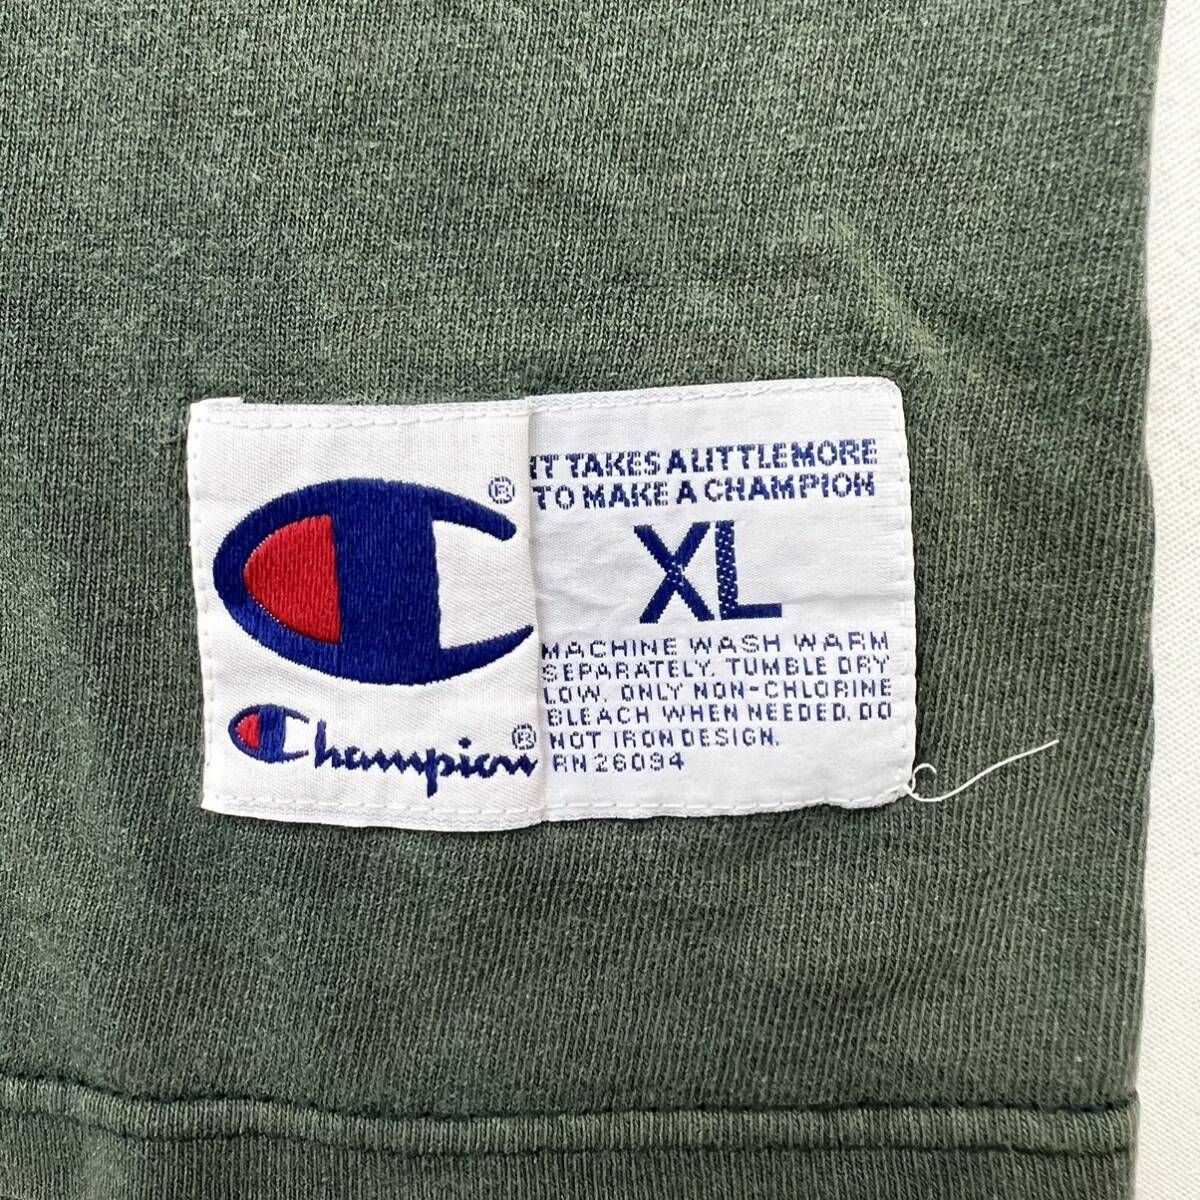 ®
Champion®
IT TAKES A LITTLE MORE
TO MAKE A CHAMPION
XL
MACHINE WASH WARM
SEPARATELY, TUMBLE DRY
LOW, ONLY NON-CHLORINE
BLEACH WHEN NEEDED. DO
NOT IRON DESIGN.
RN 26094